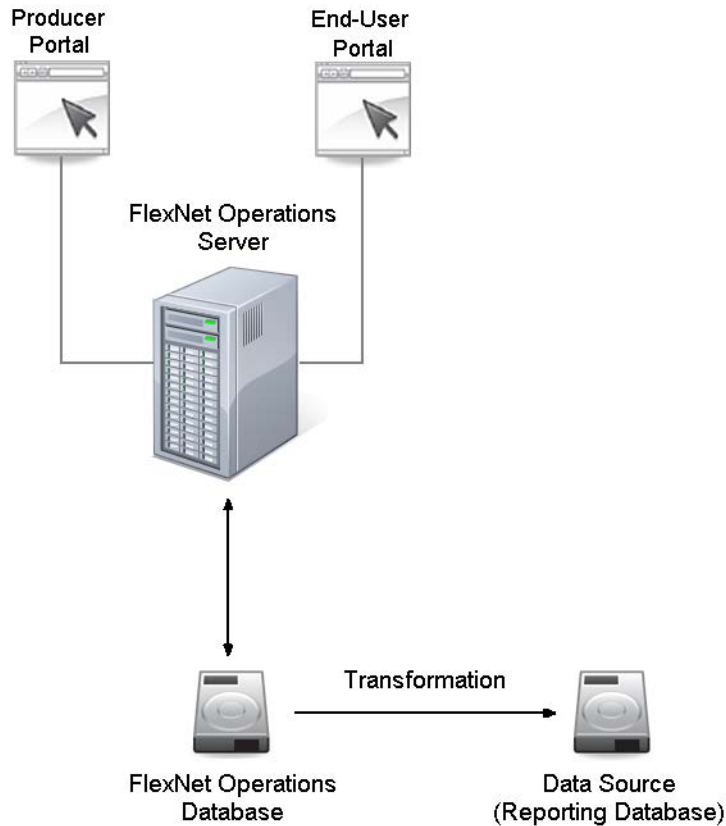 Producer
Portal
End-User
Portal
FlexNet Operations
Server
Transformation
FlexNet Operations
Database
Data Source
(Reporting Database)